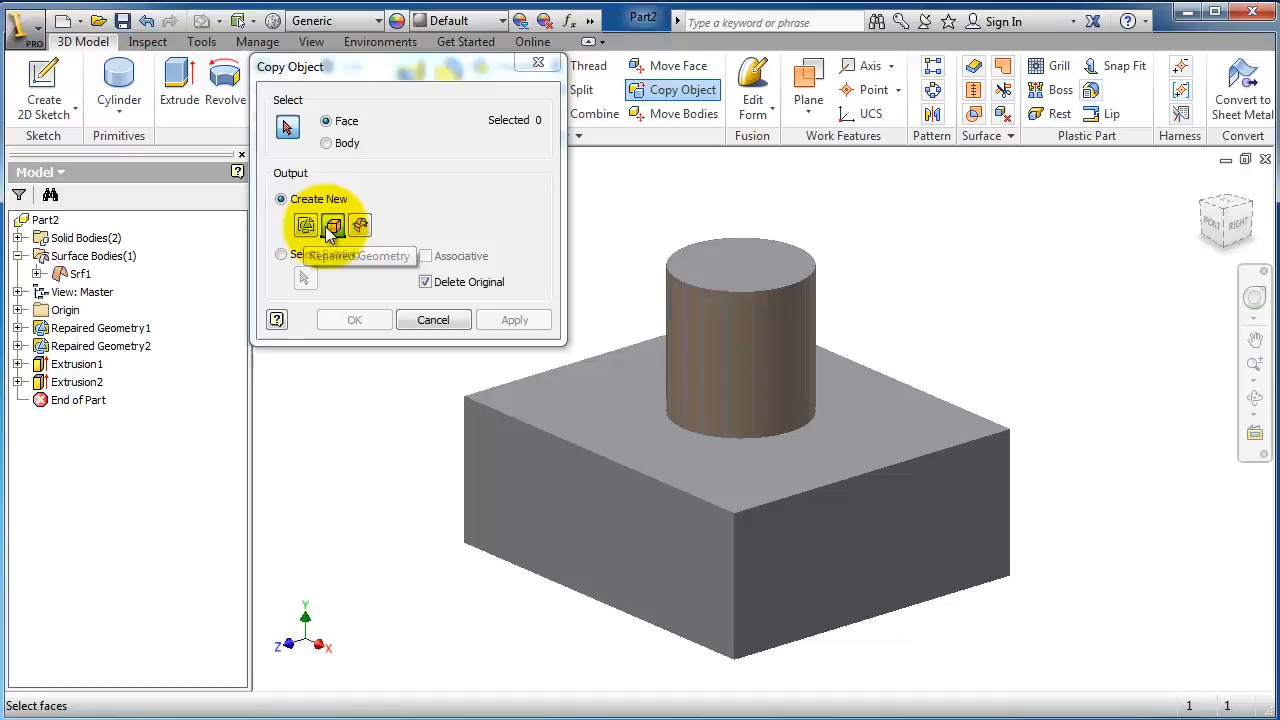 Generic
Default
Part2
Type a keyword or phrase
Sign In
PRO
3D Model
Inspect
Tools
Manage
View
Environments
Get Started
Online
Create
2D Sketch
Cylinder
Extrude
Revolve
Thread
Split
Combine
Move Face
Copy Object
Move Bodies
Edit
Form
Plane
Axis
Point
UCS
Grill
Boss
Rest
Snap Fit
Lip
Convert to
Sheet Metal
Sketch
Primitives
Fusion
Work Features
Pattern
Surface
Plastic Part
Harness
Convert
Model
Part2
Solid Bodies(2)
Surface Bodies(1)
Srf1
View: Master
Origin
Repaired Geometry1
Repaired Geometry2
Extrusion1
Extrusion2
End of Part
Copy Object
Select
Face
Body
Selected 0
Output
Create New
Repaired Geometry
Associative
Delete Original
OK
Cancel
Apply
FRONT
RIGHT
Y
Z
X
Select faces
1
1